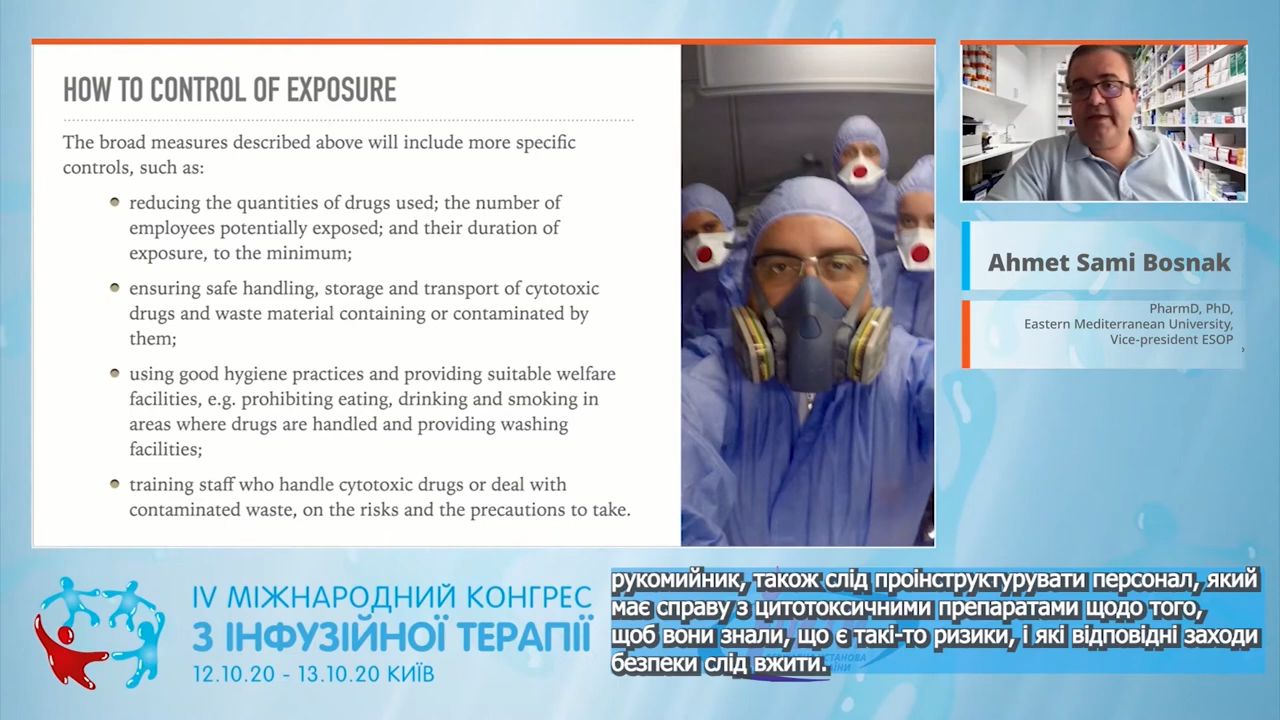 HOW TO CONTROL OF EXPOSURE
The broad measures described above will include more specific
controls, such as:
reducing the quantities of drugs used; the number of
employees potentially exposed; and their duration of
exposure, to the minimum;
ensuring safe handling, storage and transport of cytotoxic
drugs and waste material containing or contaminated by
them;
using good hygiene practices and providing suitable welfare
facilities, e.g. prohibiting eating, drinking and smoking in
areas where drugs are handled and providing washing
facilities;
training staff who handle cytotoxic drugs or deal with
contaminated waste, on the risks and the precautions to take.
Ahmet Sami Bosnak
PharmD, PhD,
Eastern Mediterranean University,
Vice-president ESOP
IV МІЖНАРОДНИЙ КОНГРЕС
З ІНФУЗІЙНОЇ ТЕРАПІЇ
12.10.20 - 13.10.20 КИЇВ
рукомийник, також слід проінструктурувати персонал, який
має справу з цитотоксичними препаратами щодо того,
щоб вони знали, що є такі-то ризики, і які відповідні заходи
безпеки слід вжити.